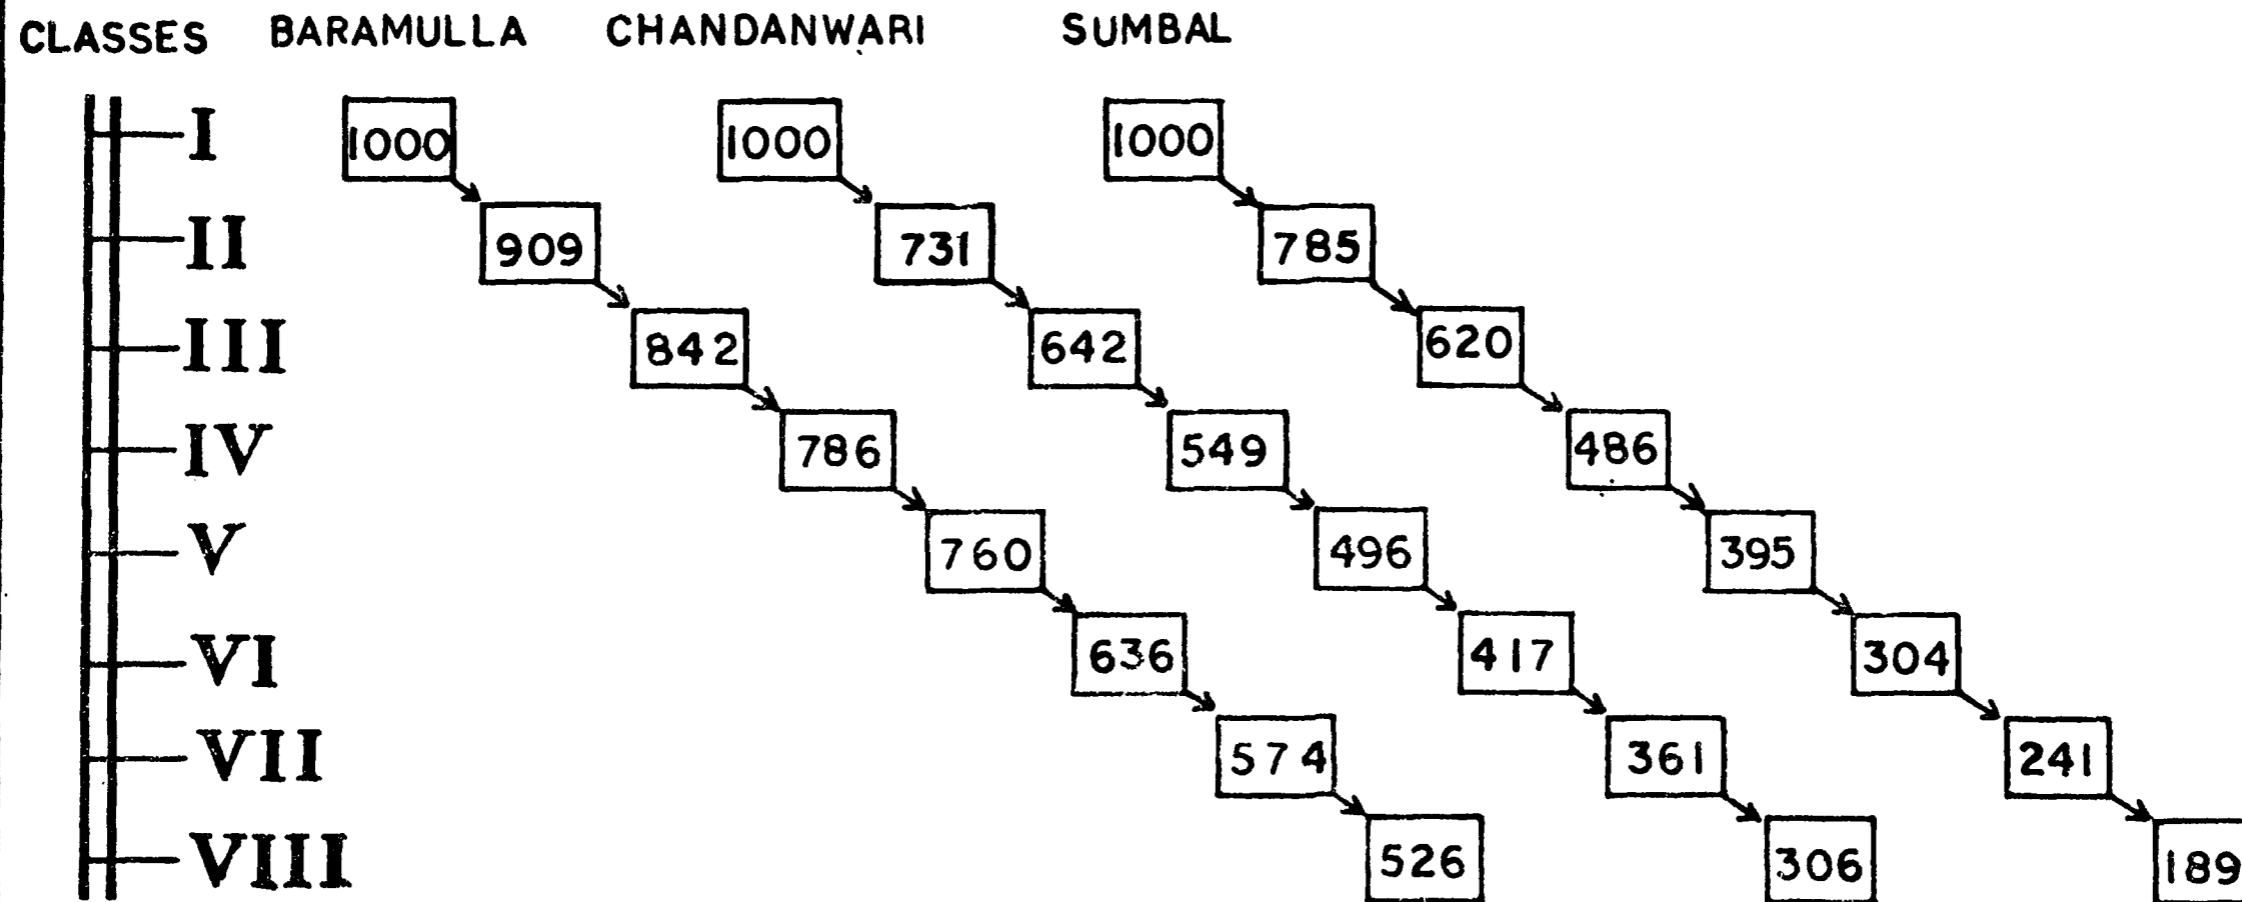 CLASSES BARAMULLA CHANDANWARI SUMBAL
I 1000 1000 1000
II 909 731 785
III 842 642 620
IV 786 549 486
V 760 496 395
VI 636 417 304
VII 574 361 241
VIII 526 306 189